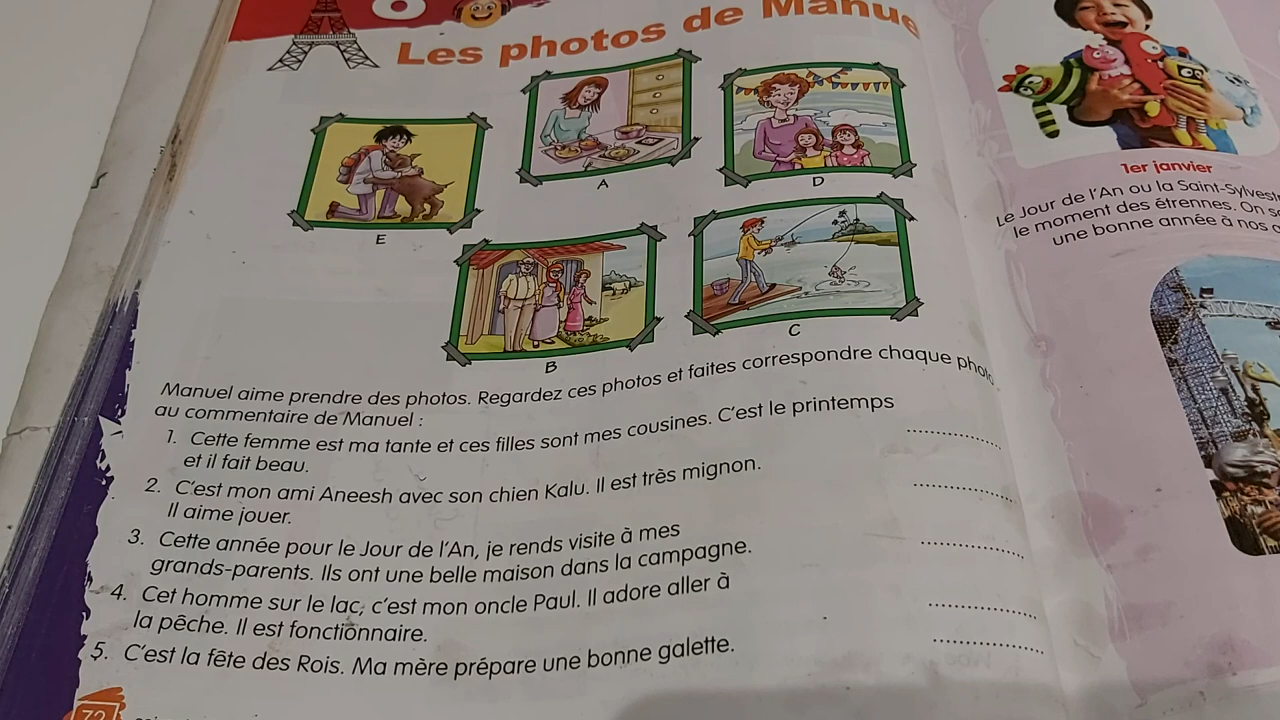 Les photos de Manue
A
D
E
B
C
Manuel aime prendre des photos. Regardez ces photos et faites correspondre chaque photo
au commentaire de Manuel :
1. Cette femme est ma tante et ces filles sont mes cousines. C'est le printemps
et il fait beau.
2. C'est mon ami Aneesh avec son chien Kalu. Il est très mignon.
Il aime jouer.
3. Cette année pour le Jour de l'An, je rends visite à mes
grands-parents. Ils ont une belle maison dans la campagne.
4. Cet homme sur le lac, c'est mon oncle Paul. Il adore aller à
la pêche. Il est fonctionnaire.
5. C'est la fête des Rois. Ma mère prépare une bonne galette.
72
1er janvier
Le Jour de l'An ou la Saint-Sylvest
le moment des étrennes. On s
une bonne année à nos